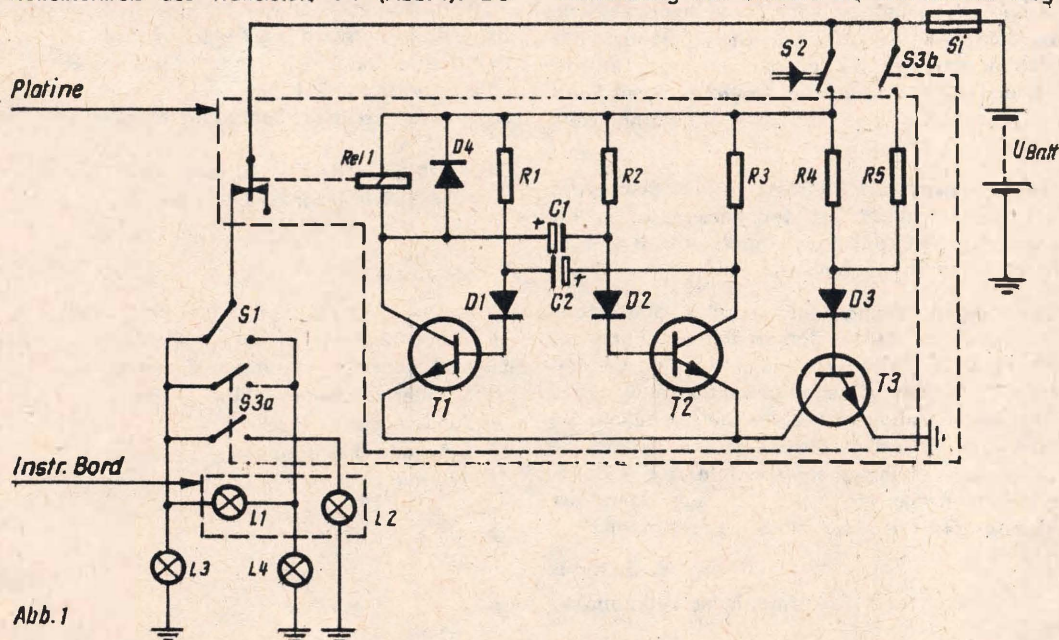 S2
S3b
Si
Platine
Rel 1
D4
R1
R2
R3
R4
R5
U Batt
C1
+
C2
+
D1
D2
D3
S1
T1
T2
T3
S3a
Instr. Bord
L1
L2
L3
L4
Abb. 1